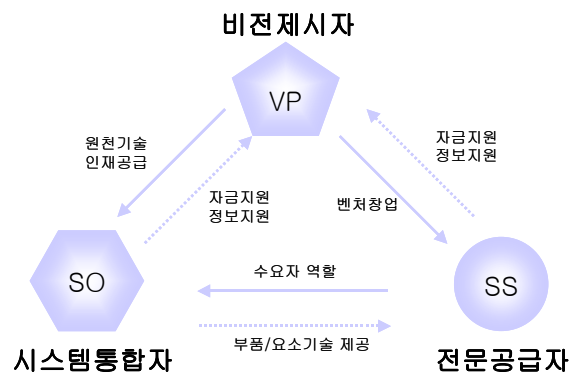 비전제시자
VP
원천기술
인재공급
자금지원
정보지원
자금지원
정보지원
벤처창업
SO
수요자 역할
SS
부품/요소기술 제공
시스템통합자
전문공급자